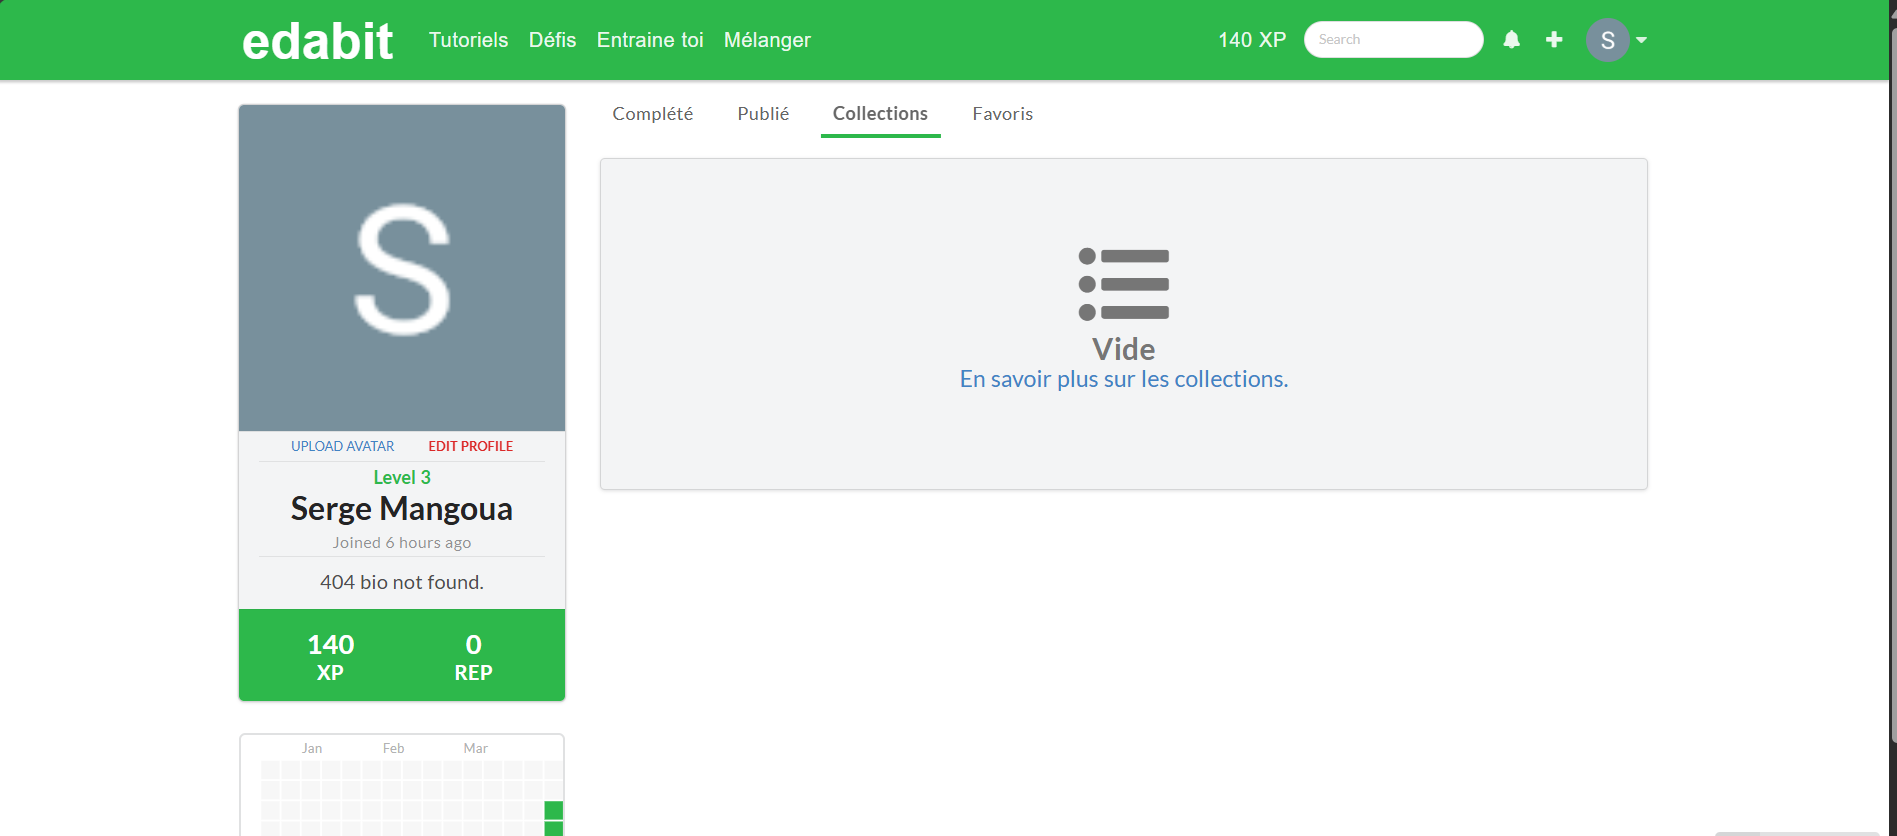 edabit
Tutoriels Défis Entraine toi Mélanger
140 XP
Search
S
S
UPLOAD AVATAR EDIT PROFILE
Level 3
Serge Mangoua
Joined 6 hours ago
404 bio not found.
140 0
XP REP
Jan Feb Mar
Complété Publié Collections Favoris
Vide
En savoir plus sur les collections.